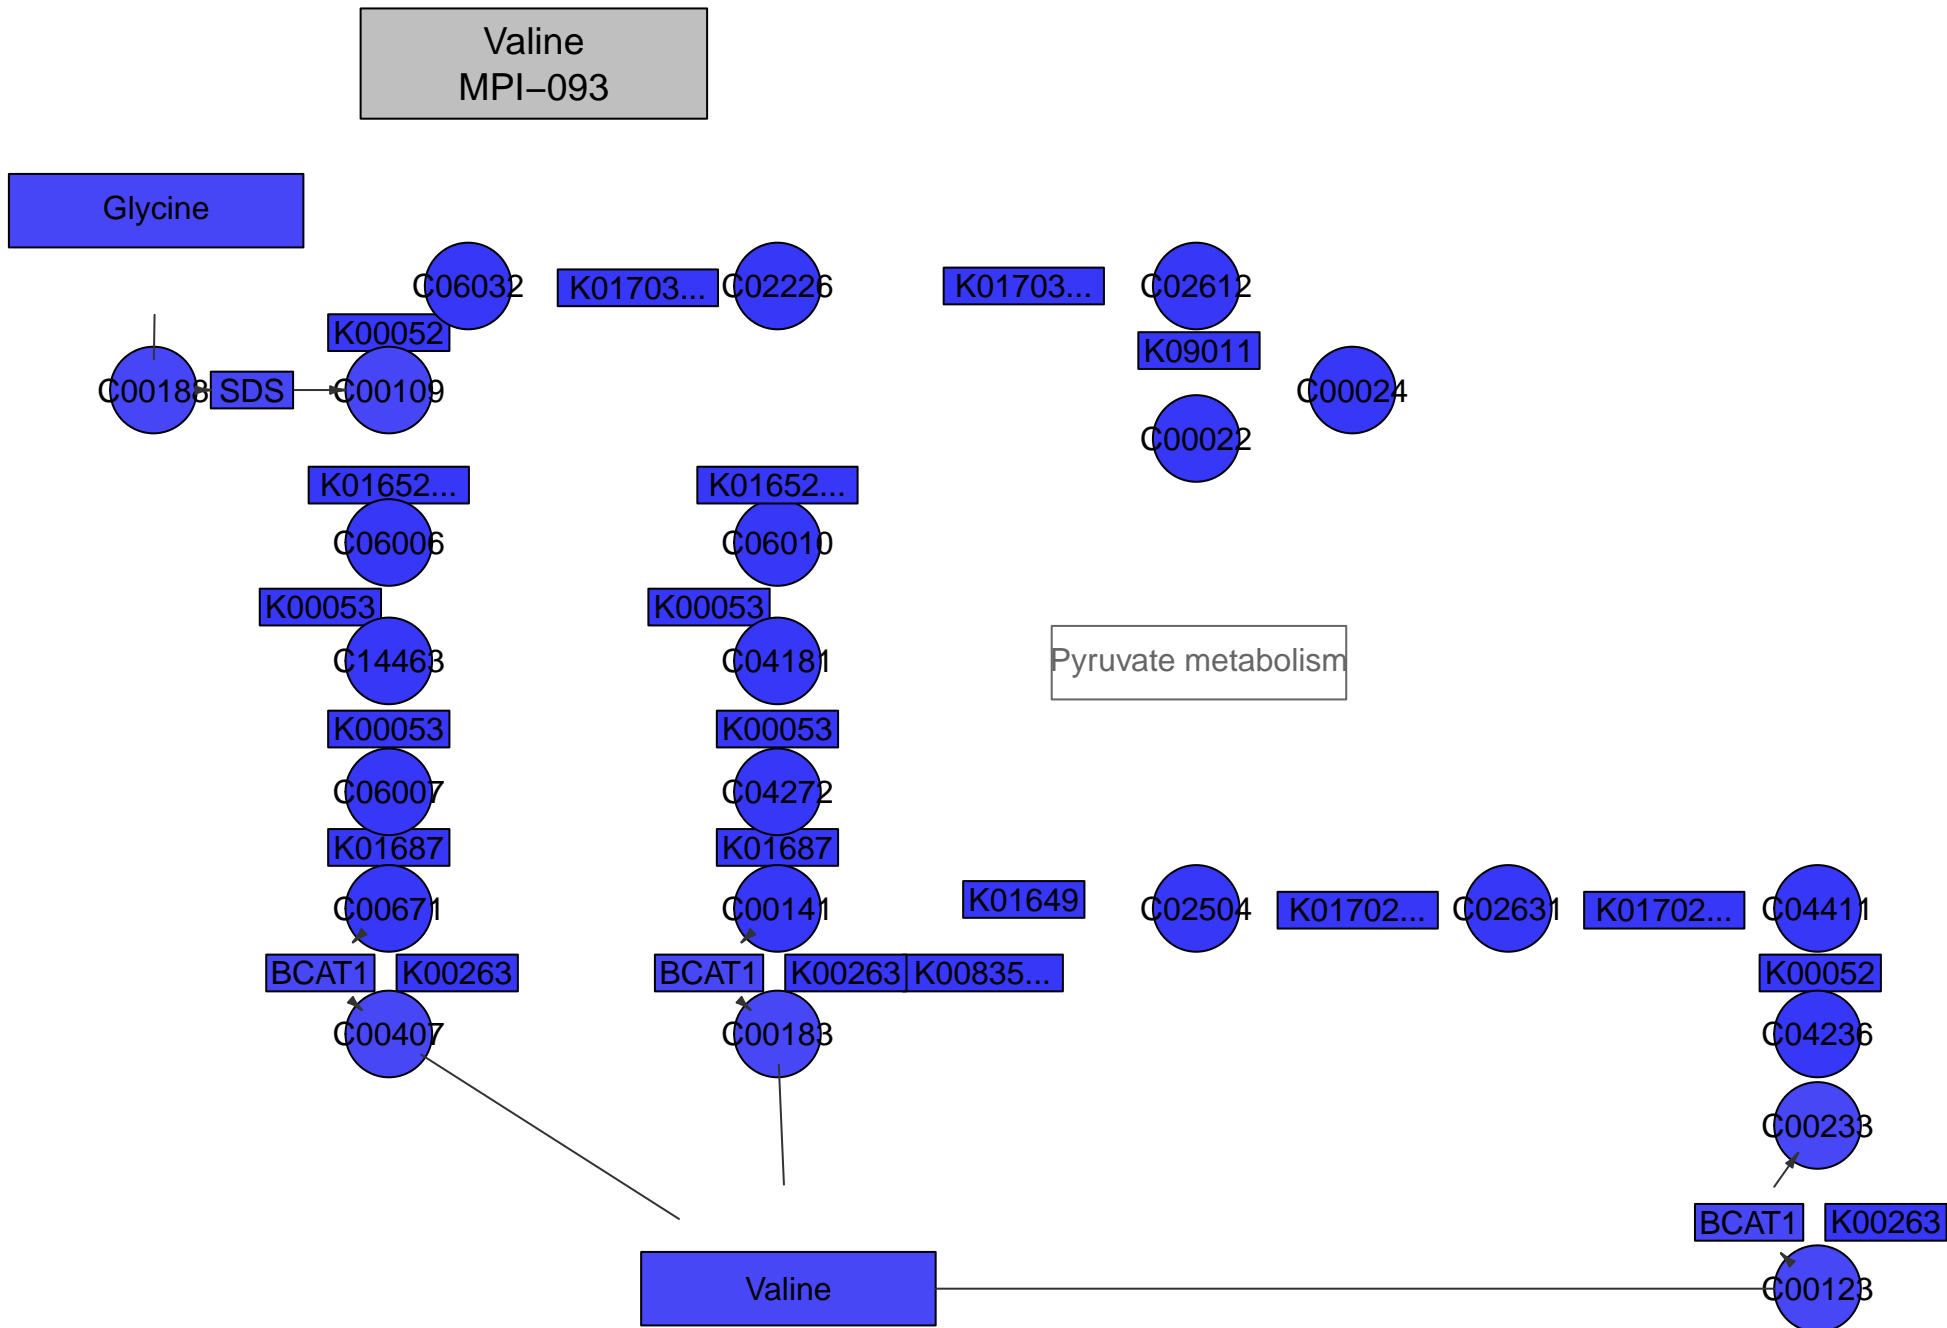 Valine
MPI−093
Glycine
C06032
K01703...
C02226
K01703...
C02612
K00052
K09011
C00188
SDS
C00109
C00024
C00022
K01652...
K01652...
C06006
C06010
K00053
K00053
C14463
C04181
Pyruvate metabolism
K00053
K00053
C06007
C04272
K01687
K01687
C00671
C00141
K01649
C02504
K01702...
C02631
K01702...
C04411
BCAT1
K00263
BCAT1
K00263
K00835...
K00052
C00407
C00183
C04236
C00233
BCAT1
K00263
Valine
C00123